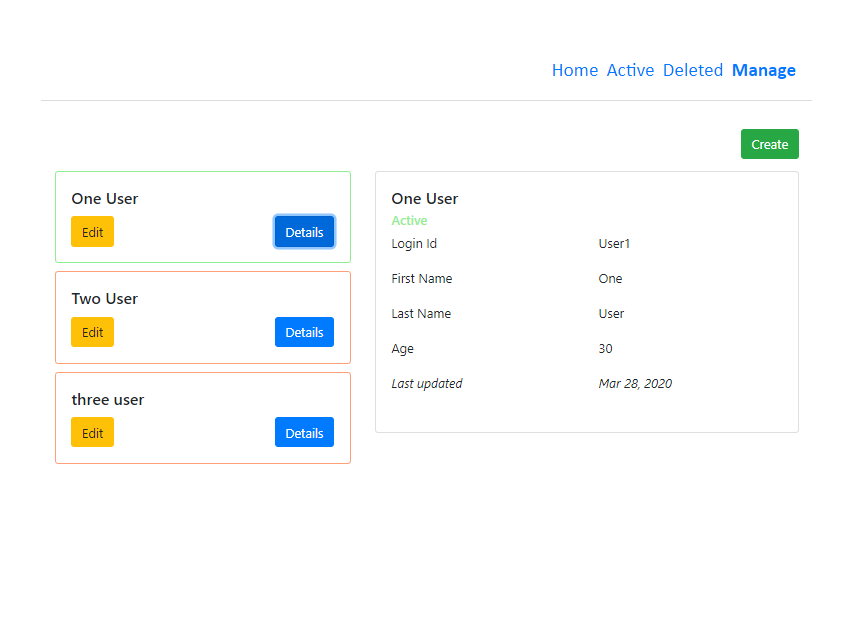 Home Active Deleted Manage
Create
One User
Edit Details
Two User
Edit Details
three user
Edit Details
One User
Active
Login Id User1
First Name One
Last Name User
Age 30
Last updated Mar 28, 2020